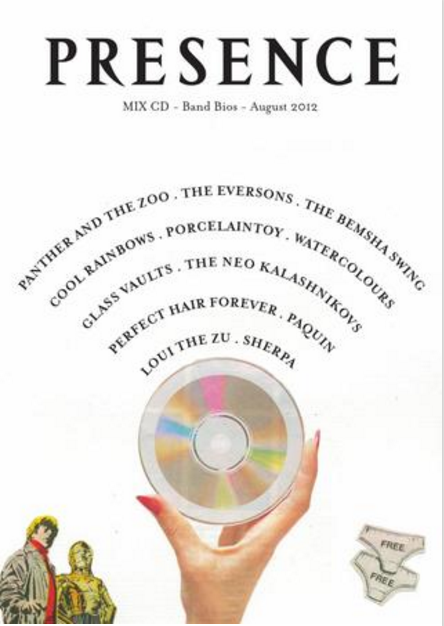 PRESENCE
MIX CD - Band Bios - August 2012
PANTHER AND THE ZOO . THE EVERSONS . THE BEMSHA SWING
COOL RAINBOWS . PORCELAINTOY . WATERCOLOURS
GLASS VAULTS . THE NEO KALASHNIKOVS
PERFECT HAIR FOREVER . PAQUIN
LOUI THE ZU . SHERPA
FREE
FREE